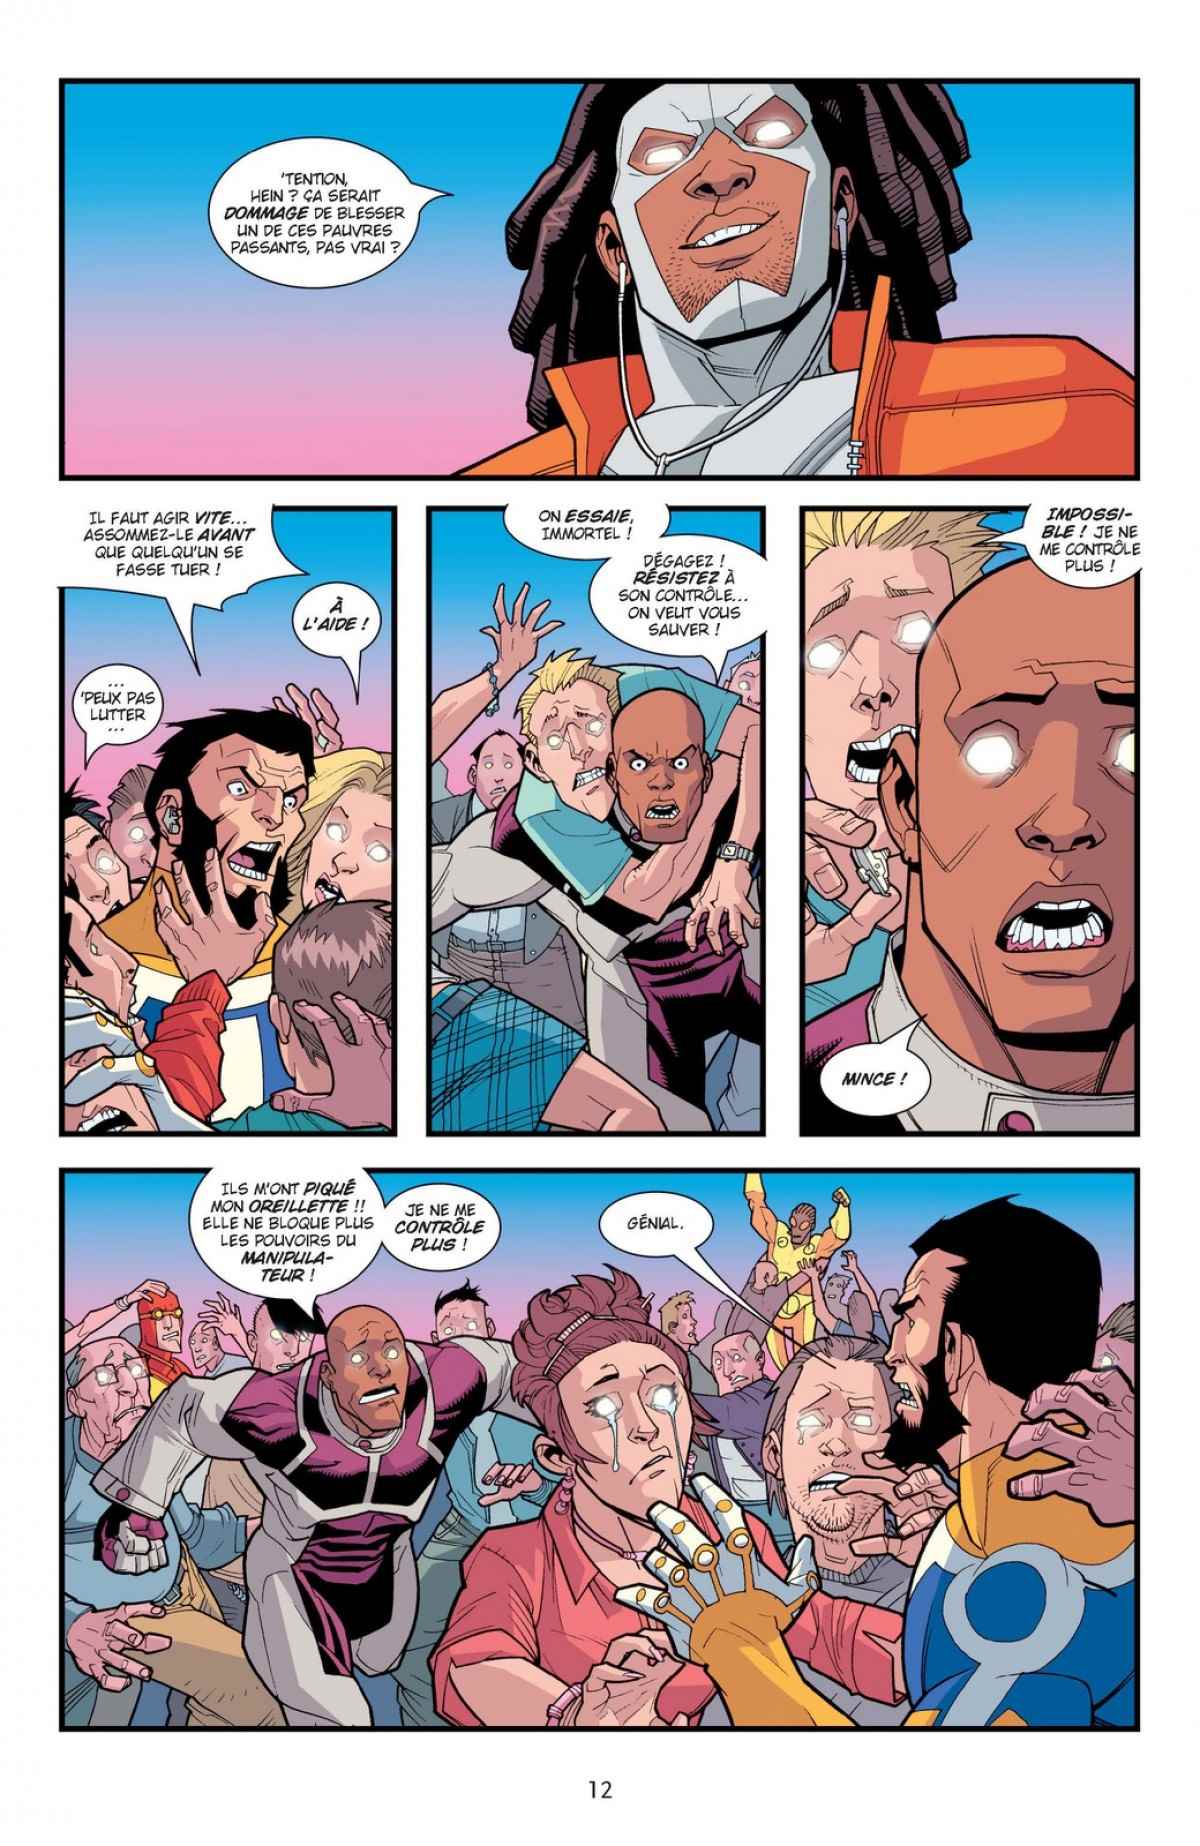 'TENTION,
HEIN ? ÇA SERAIT
DOMMAGE DE BLESSER
UN DE CES PAUVRES
PASSANTS, PAS VRAI ?
IL FAUT AGIR VITE...
ASSOMMEZ-LE AVANT
QUE QUELQU'UN SE
FASSE TUER !
À
L'AIDE !
...
'PEUX PAS
LUTTER
...
ON ESSAIE,
IMMORTEL !
DÉGAGEZ !
RÉSISTEZ À
SON CONTRÔLE...
ON VEUT VOUS
SAUVER !
IMPOSSI-
BLE ! JE NE
ME CONTRÔLE
PLUS !
MINCE !
ILS M'ONT PIQUÉ
MON OREILLETTE !!
ELLE NE BLOQUE PLUS
LES POUVOIRS DU
MANIPULA-
TEUR !
JE NE ME
CONTRÔLE
PLUS !
GÉNIAL.
12